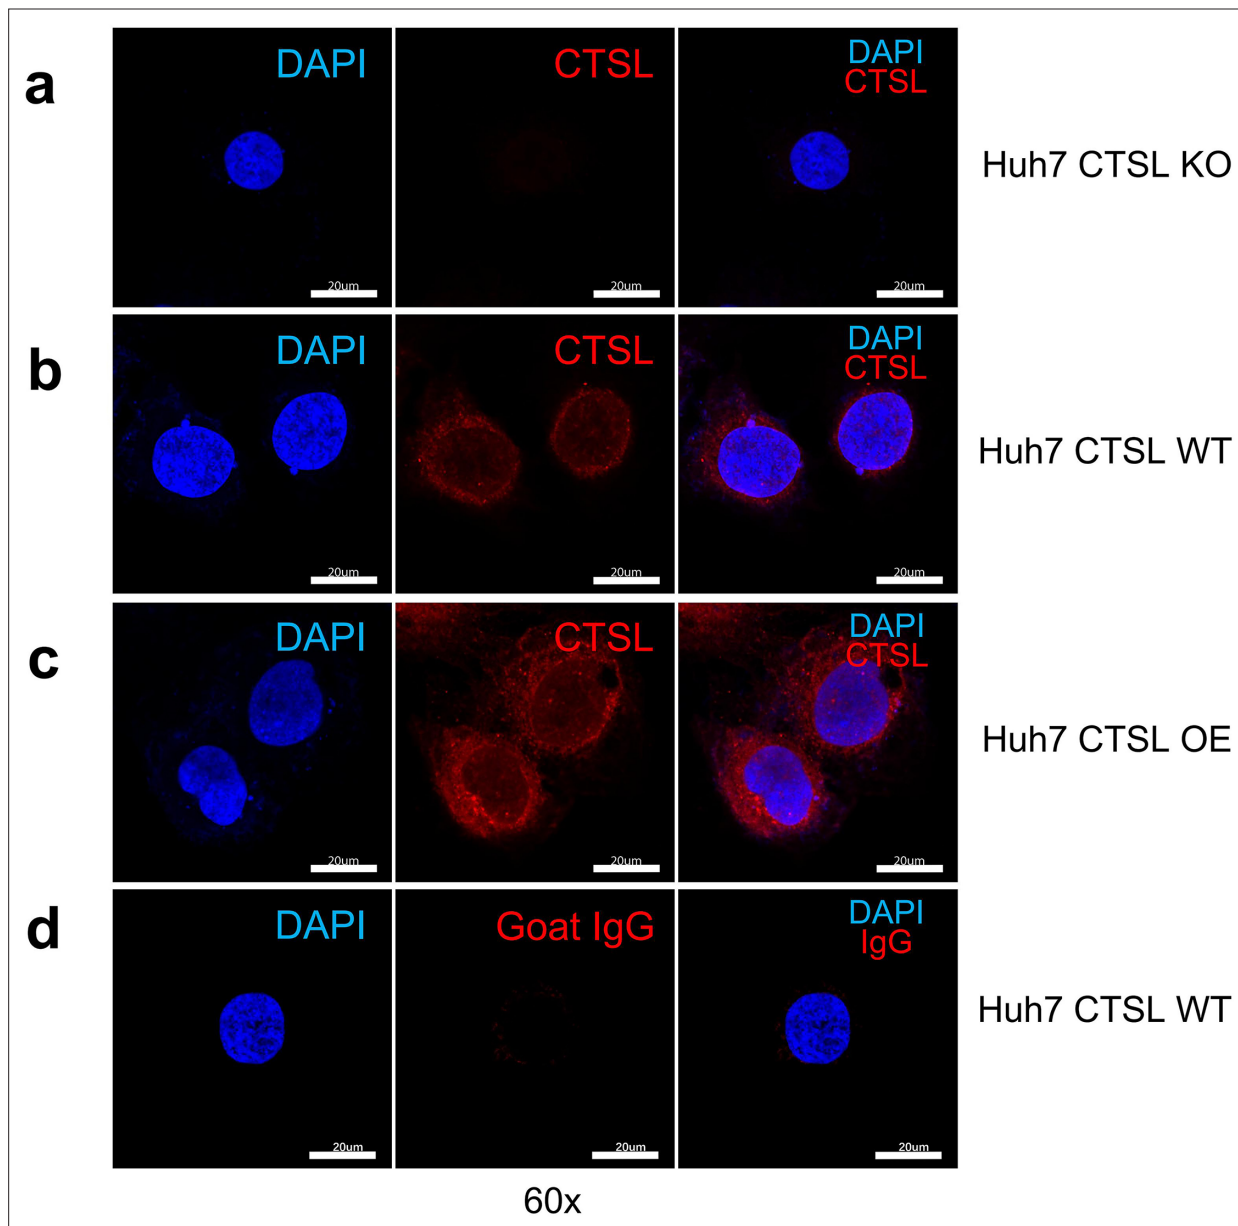 a
DAPI
CTSL
DAPI
CTSL
Huh7 CTSL KO
20um
20um
20um
b
DAPI
CTSL
DAPI
CTSL
Huh7 CTSL WT
20um
20um
20um
c
DAPI
CTSL
DAPI
CTSL
Huh7 CTSL OE
20um
20um
20um
d
DAPI
Goat IgG
DAPI
IgG
Huh7 CTSL WT
20um
20um
20um
60x